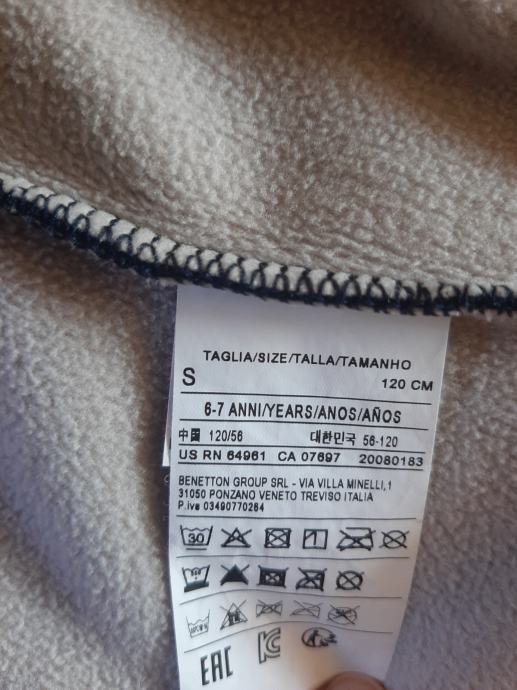 TAGLIA/SIZE/TALLA/TAMANHO
S 120 CM
6-7 ANNI/YEARS/ANOS/AÑOS
中国 120/56 대한민국 56-120
US RN 64961 CA 07697 20080183
BENETTON GROUP SRL - VIA VILLA MINELLI,1
31050 PONZANO VENETO TREVISO ITALIA
P.iva 03490770264
30
EAC